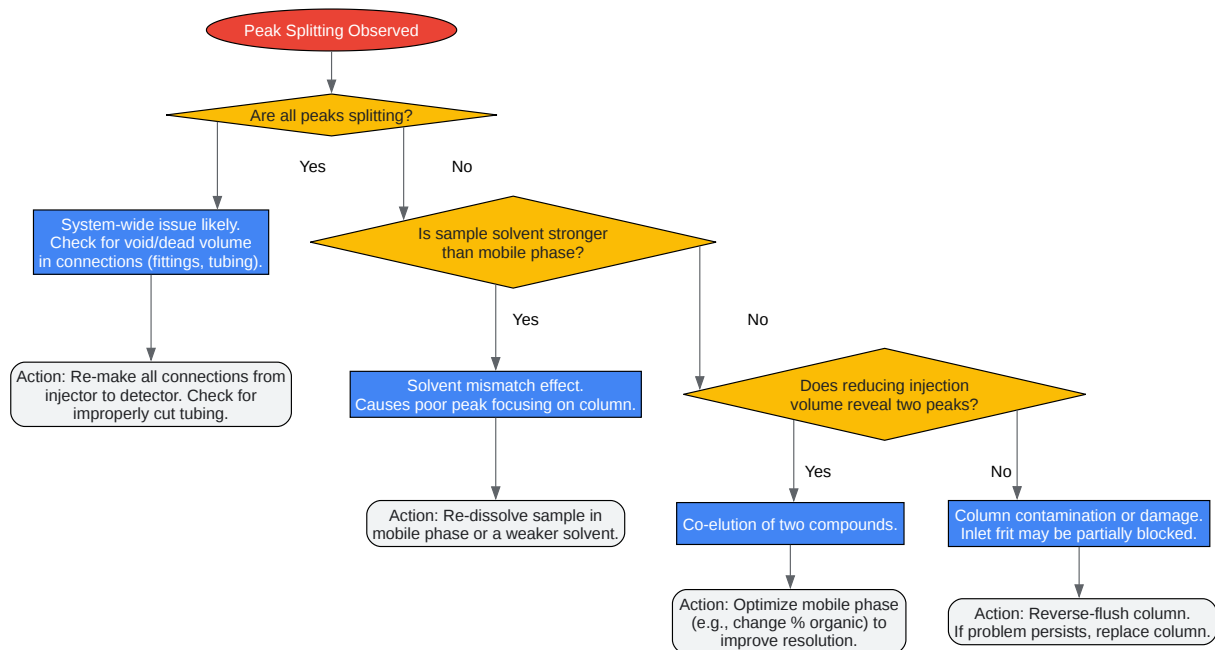 Peak Splitting Observed
Are all peaks splitting?
Yes
No
System-wide issue likely.
Check for void/dead volume
in connections (fittings, tubing).
Is sample solvent stronger
than mobile phase?
Yes
No
Action: Re-make all connections from
injector to detector. Check for
improperly cut tubing.
Solvent mismatch effect.
Causes poor peak focusing on column.
Does reducing injection
volume reveal two peaks?
Yes
No
Action: Re-dissolve sample in
mobile phase or a weaker solvent.
Co-elution of two compounds.
Column contamination or damage.
Inlet frit may be partially blocked.
Action: Optimize mobile phase
(e.g., change % organic) to
improve resolution.
Action: Reverse-flush column.
If problem persists, replace column.